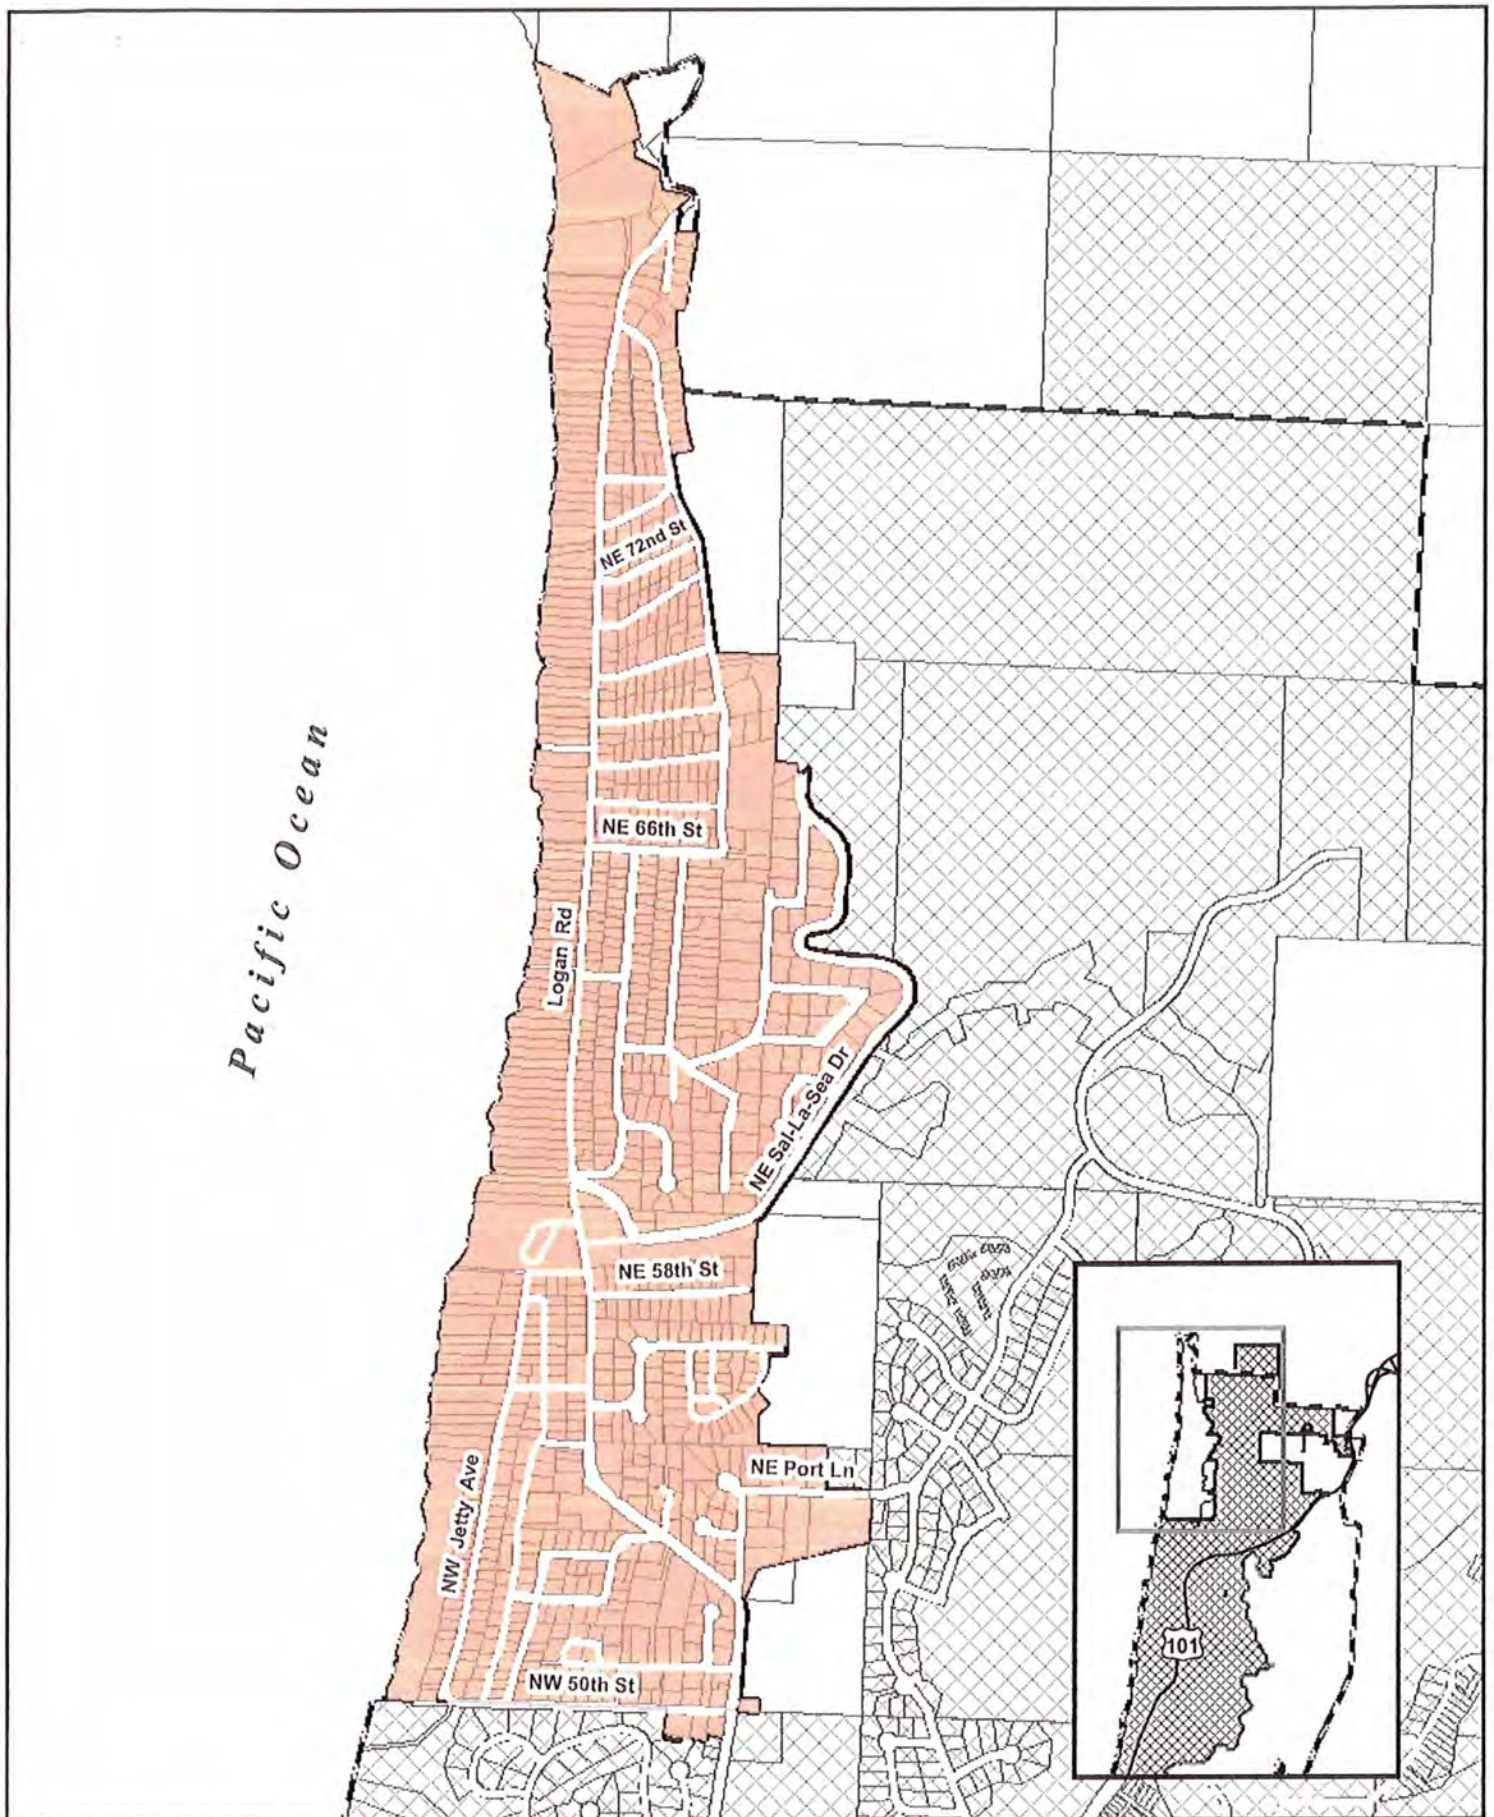 NE 72nd St
Pacific Ocean
NE 66th St
Logan Rd
NE Sal-La-Sea Dr
NE 58th St
NE Port Ln
NW Jetty Ave
NW 50th St
101